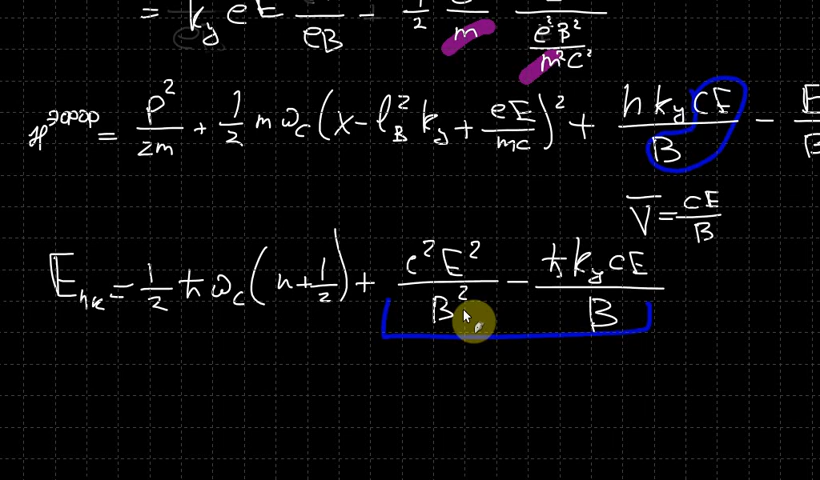 = k_y eE / eB − 1/2 m e²B² / m²c²
H^эфф = p²/2m + 1/2 mω_c(x − l_B² k_y + eE/mc)² + ħk_y cE/B − E/B
V̅ = cE/B
E_nk = 1/2 ħω_c(n + 1/2) + c²E²/B² − ħk_y cE/B